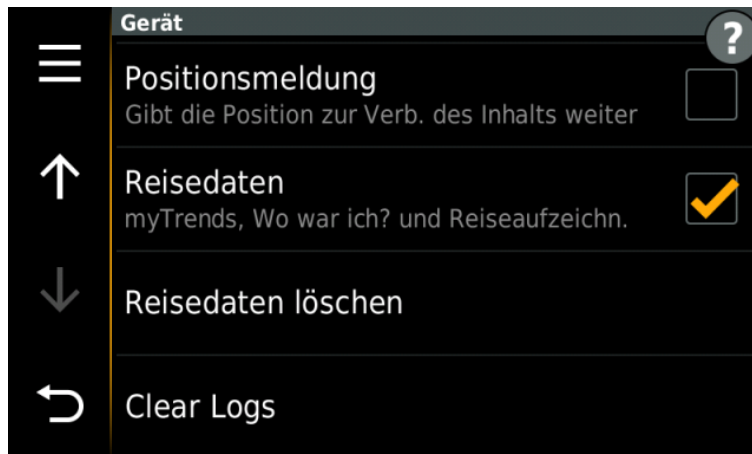 Gerät
?
Positionsmeldung
Gibt die Position zur Verb. des Inhalts weiter
Reisedaten
myTrends, Wo war ich? und Reiseaufzeichn.
Reisedaten löschen
Clear Logs